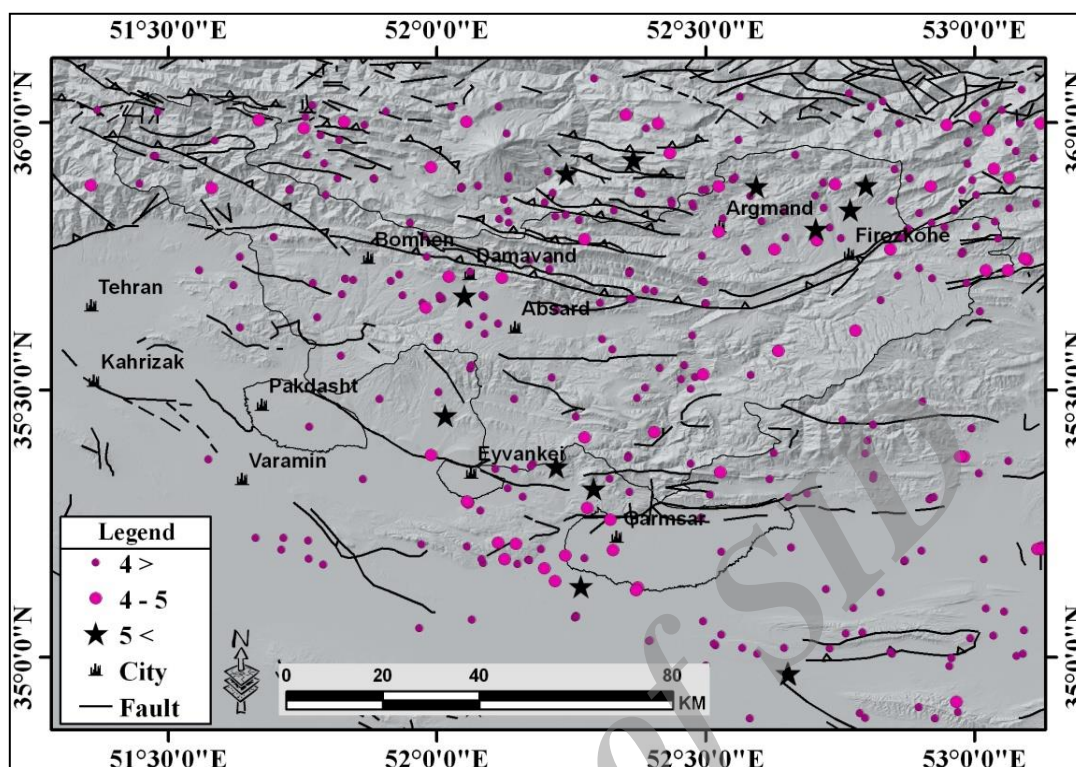 51°30'0"E 52°0'0"E 52°30'0"E 53°0'0"E
36°0'0"N
36°0'0"N
Argmand
Firozkohe
Bomhen
Damavand
Tehran
Absard
Kahrizak
35°30'0"N
35°30'0"N
Pakdasht
Varamin
Eyvankei
Garmsar
Legend
4 >
4 - 5
5 <
City
Fault
N
0 20 40 80
KM
35°0'0"N
35°0'0"N
51°30'0"E 52°0'0"E 52°30'0"E 53°0'0"E
of SID